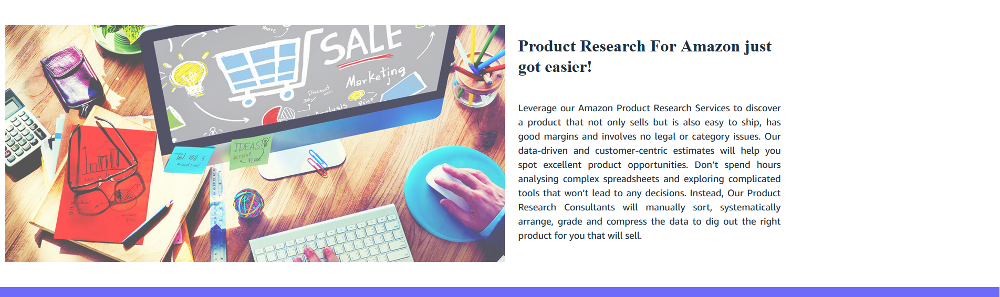 share
SALE
Marketing
Discount
30%
Price
Analysis
IDEAS
ACTION &
PLAN
Tel 1011
+ send Email
Product Research For Amazon just
got easier!
Leverage our Amazon Product Research Services to discover
a product that not only sells but is also easy to ship, has
good margins and involves no legal or category issues. Our
data-driven and customer-centric estimates will help you
spot excellent product opportunities. Don’t spend hours
analysing complex spreadsheets and exploring complicated
tools that won’t lead to any decisions. Instead, Our Product
Research Consultants will manually sort, systematically
arrange, grade and compress the data to dig out the right
product for you that will sell.